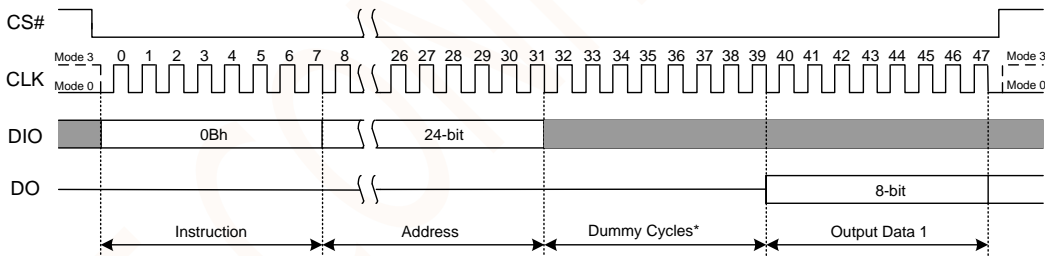 CS#
Mode 3 0 1 2 3 4 5 6 7 8 26 27 28 29 30 31 32 33 34 35 36 37 38 39 40 41 42 43 44 45 46 47 Mode 3
CLK Mode 0 Mode 0
DIO 0Bh 24-bit
DO 8-bit
Instruction Address Dummy Cycles* Output Data 1